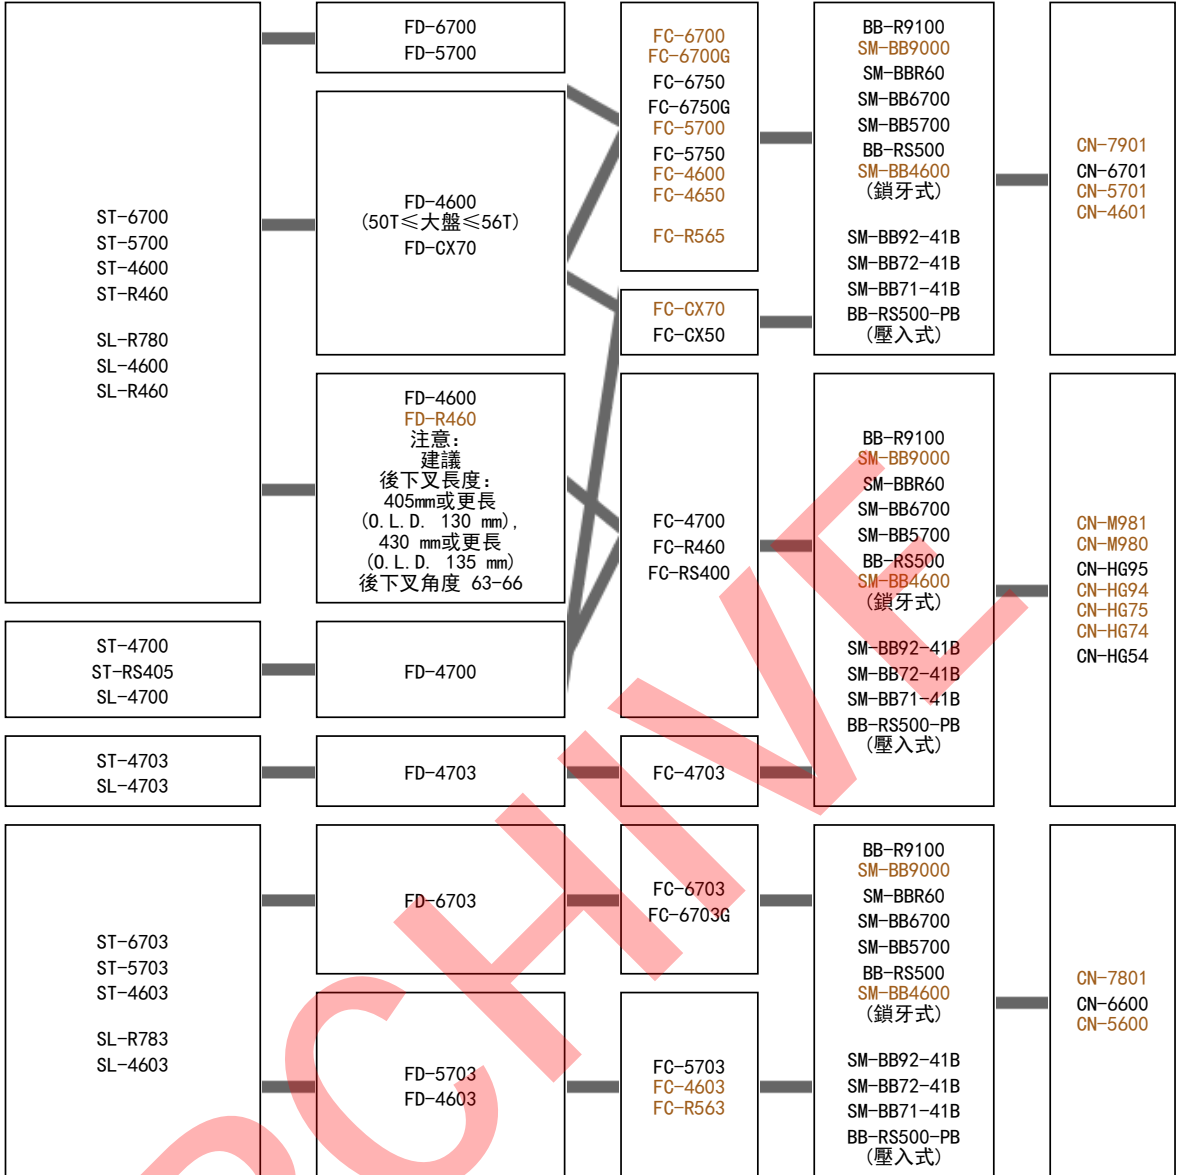 ST-6700
ST-5700
ST-4600
ST-R460
SL-R780
SL-4600
SL-R460
FD-6700
FD-5700
FD-4600
(50T≤大盤≤56T)
FD-CX70
FD-4600
FD-R460
注意:
建議
後下叉長度:
405mm或更長
(O.L.D. 130 mm),
430 mm或更長
(O.L.D. 135 mm)
後下叉角度 63-66
FC-6700
FC-6700G
FC-6750
FC-6750G
FC-5700
FC-5750
FC-4600
FC-4650
FC-R565
FC-CX70
FC-CX50
BB-R9100
SM-BB9000
SM-BBR60
SM-BB6700
SM-BB5700
BB-RS500
SM-BB4600
(鎖牙式)
SM-BB92-41B
SM-BB72-41B
SM-BB71-41B
BB-RS500-PB
(壓入式)
CN-7901
CN-6701
CN-5701
CN-4601
ST-4700
ST-RS405
SL-4700
FD-4700
FC-4700
FC-R460
FC-RS400
ST-4703
SL-4703
FD-4703
FC-4703
BB-R9100
SM-BB9000
SM-BBR60
SM-BB6700
SM-BB5700
BB-RS500
SM-BB4600
(鎖牙式)
SM-BB92-41B
SM-BB72-41B
SM-BB71-41B
BB-RS500-PB
(壓入式)
CN-M981
CN-M980
CN-HG95
CN-HG94
CN-HG75
CN-HG74
CN-HG54
ST-6703
ST-5703
ST-4603
SL-R783
SL-4603
FD-6703
FC-6703
FC-6703G
FD-5703
FD-4603
FC-5703
FC-4603
FC-R563
BB-R9100
SM-BB9000
SM-BBR60
SM-BB6700
SM-BB5700
BB-RS500
SM-BB4600
(鎖牙式)
SM-BB92-41B
SM-BB72-41B
SM-BB71-41B
BB-RS500-PB
(壓入式)
CN-7801
CN-6600
CN-5600
CHIVE